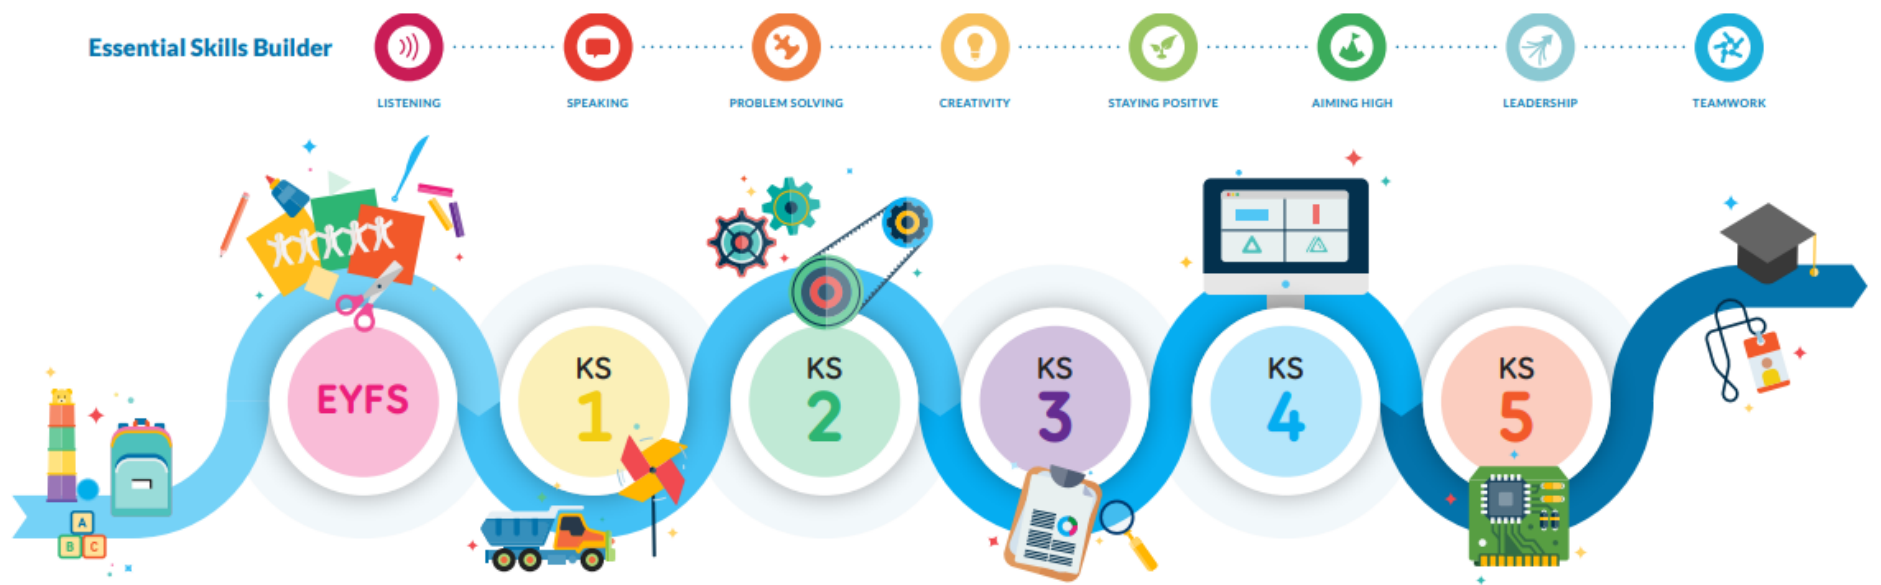 Essential Skills Builder
LISTENING
SPEAKING
PROBLEM SOLVING
CREATIVITY
STAYING POSITIVE
AIMING HIGH
LEADERSHIP
TEAMWORK
EYFS
KS
1
KS
2
KS
3
KS
4
KS
5
A
B C